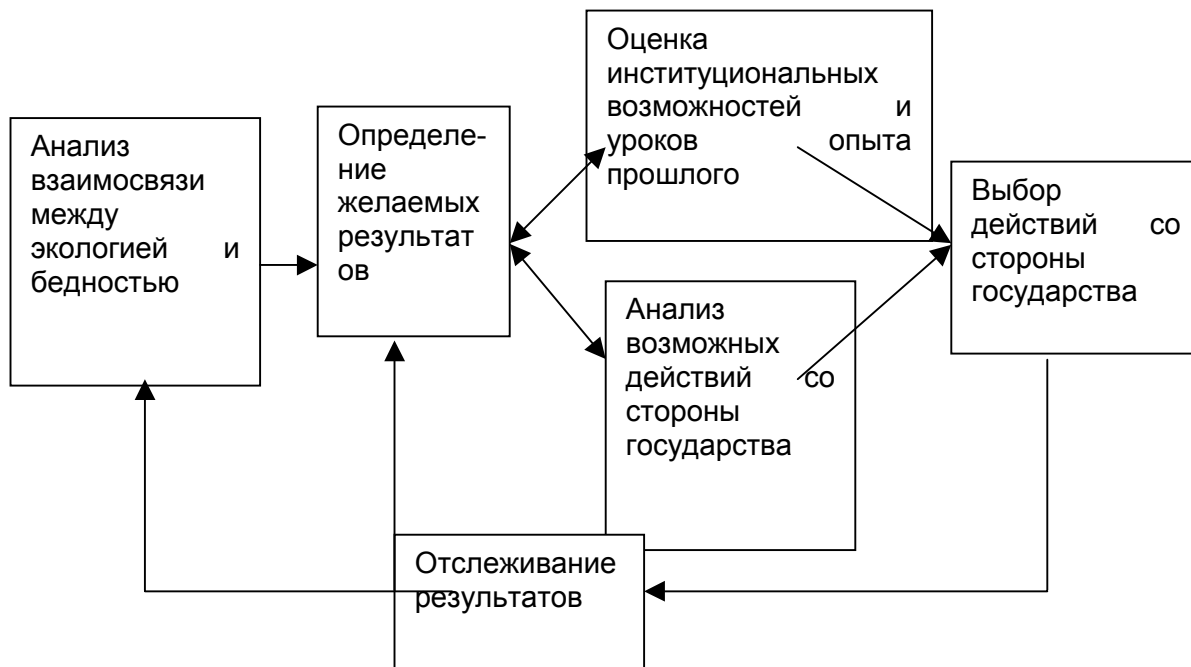 Анализ
взаимосвязи
между
экологией и
бедностью
Определе-
ние
желаемых
результат
ов
Оценка
институциональных
возможностей и
уроков опыта
прошлого
Анализ
возможных
действий со
стороны
государства
Выбор
действий со
стороны
государства
Отслеживание
результатов